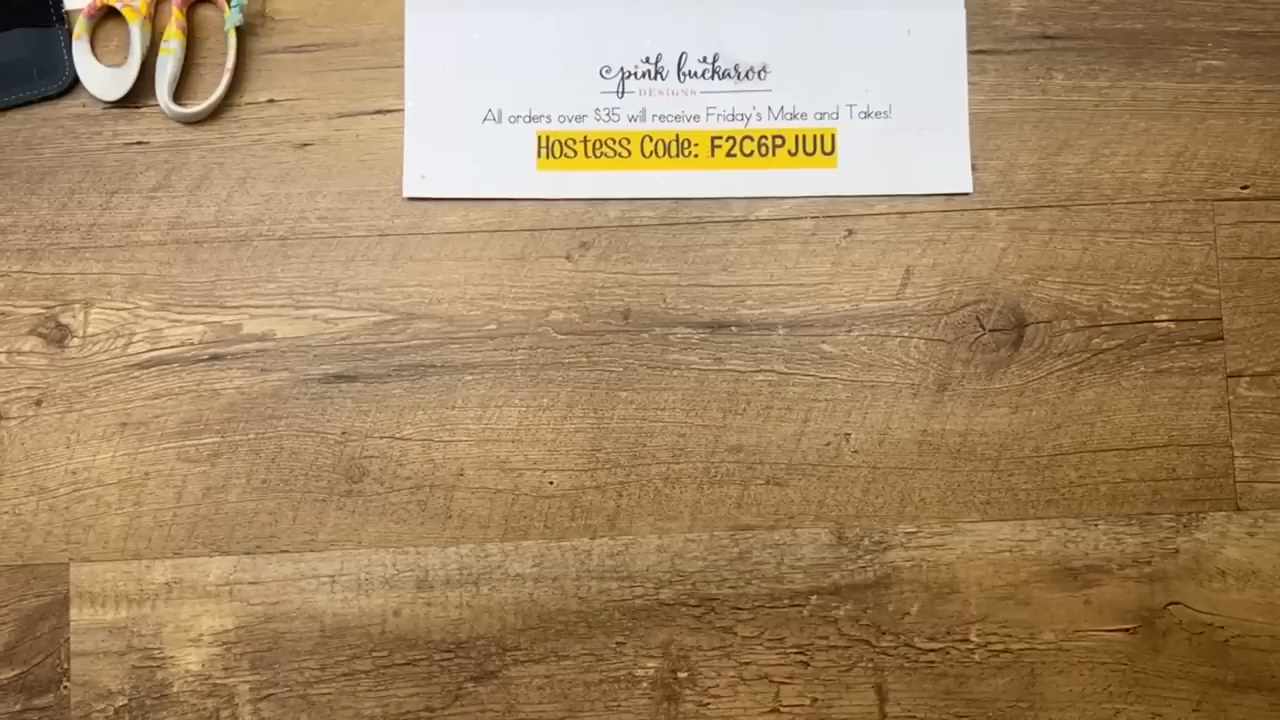 pink buckaroo
DESIGNS
All orders over $35 will receive Friday's Make and Takes!
Hostess Code: F2C6PJUU